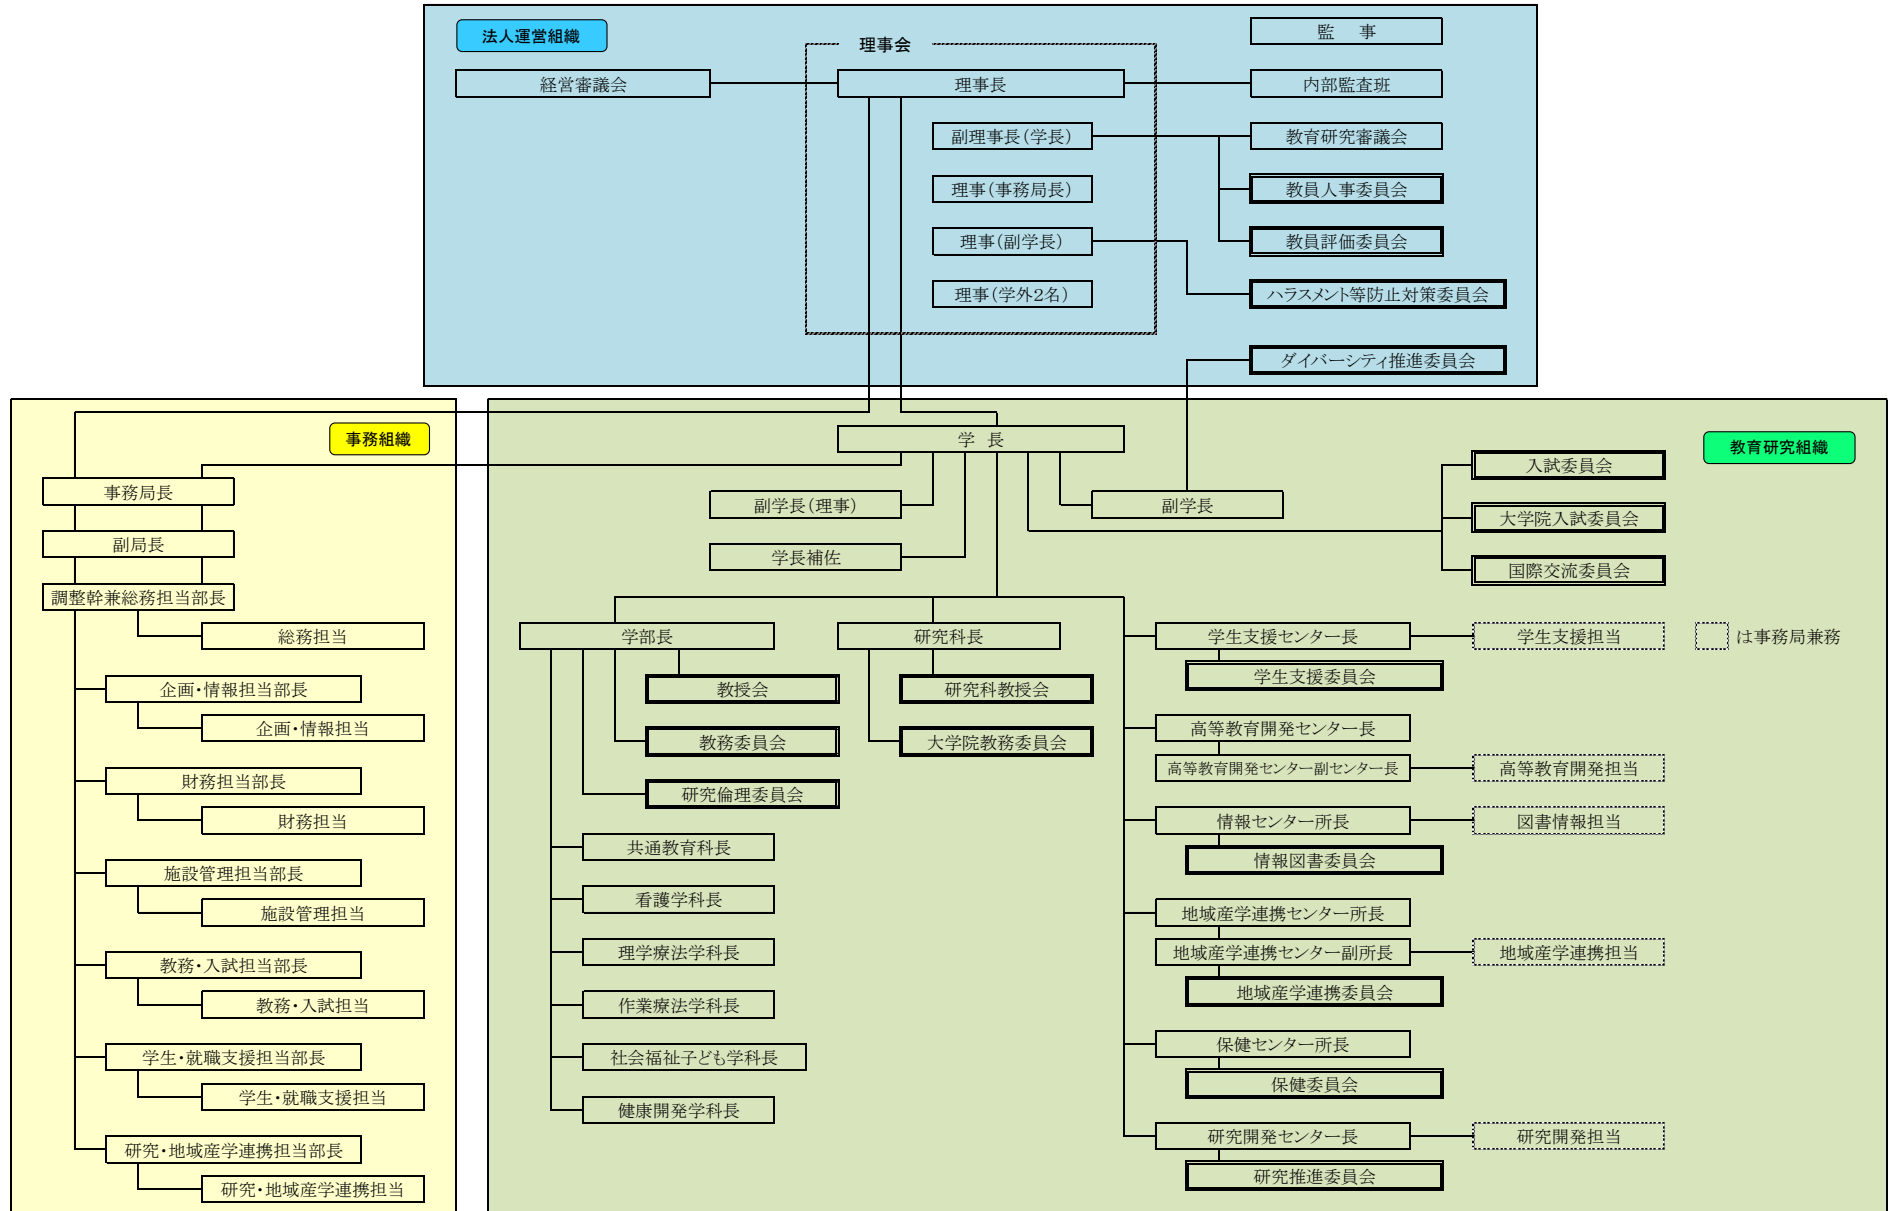 法人運営組織
理事会
監　事
経営審議会
理事長
内部監査班
副理事長（学長）
教育研究審議会
理事（事務局長）
教員人事委員会
理事（副学長）
教員評価委員会
理事（学外2名）
ハラスメント等防止対策委員会
ダイバーシティ推進委員会
事務組織
事務局長
副局長
調整幹兼総務担当部長
総務担当
企画・情報担当部長
企画・情報担当
財務担当部長
財務担当
施設管理担当部長
施設管理担当
教務・入試担当部長
教務・入試担当
学生・就職支援担当部長
学生・就職支援担当
研究・地域産学連携担当部長
研究・地域産学連携担当
教育研究組織
学　長
副学長（理事）
副学長
学長補佐
入試委員会
大学院入試委員会
国際交流委員会
学部長
教授会
教務委員会
研究倫理委員会
共通教育科長
看護学科長
理学療法学科長
作業療法学科長
社会福祉子ども学科長
健康開発学科長
研究科長
研究科教授会
大学院教務委員会
学生支援センター長
学生支援担当
は事務局兼務
学生支援委員会
高等教育開発センター長
高等教育開発センター副センター長
高等教育開発担当
情報センター所長
図書情報担当
情報図書委員会
地域産学連携センター所長
地域産学連携センター副所長
地域産学連携担当
地域産学連携委員会
保健センター所長
保健委員会
研究開発センター長
研究開発担当
研究推進委員会